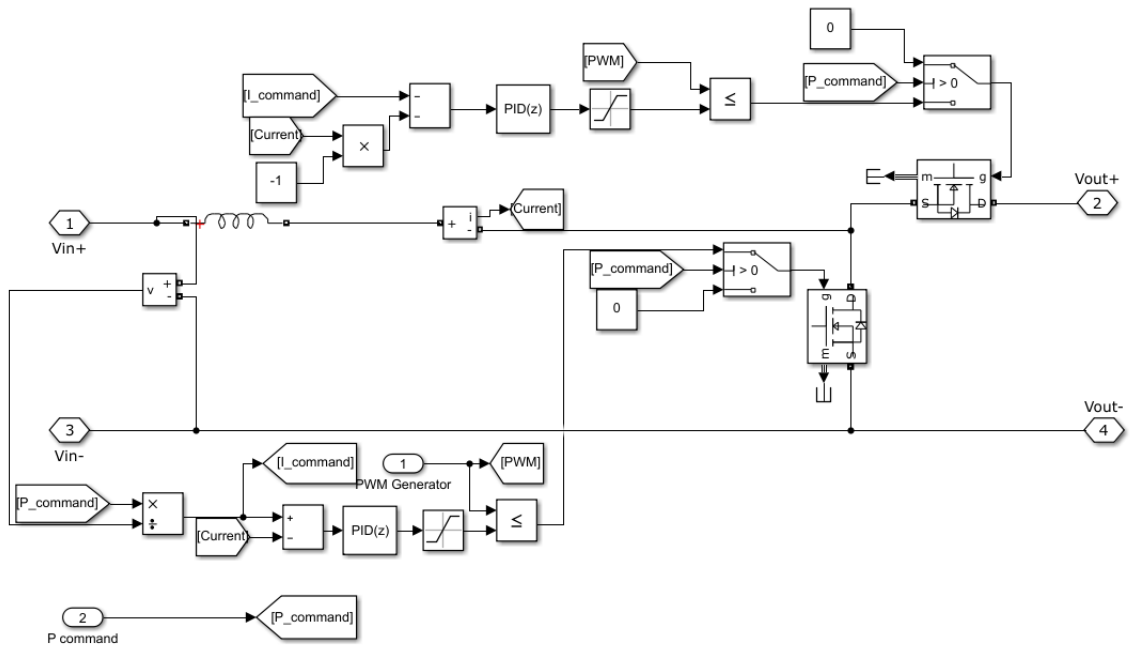 0
[PWM]
[I_command]
[P_command]
> 0
−
−
PID(z)
≤
[Current]
×
-1
m
g
S
D
Vout+
2
1
Vin+
+
i
-
[Current]
[P_command]
> 0
0
v
+
-
g
D
m
S
3
Vin-
Vout-
4
[I_command]
1
PWM Generator
[PWM]
[P_command]
×
÷
[Current]
+
−
PID(z)
≤
2
P command
[P_command]